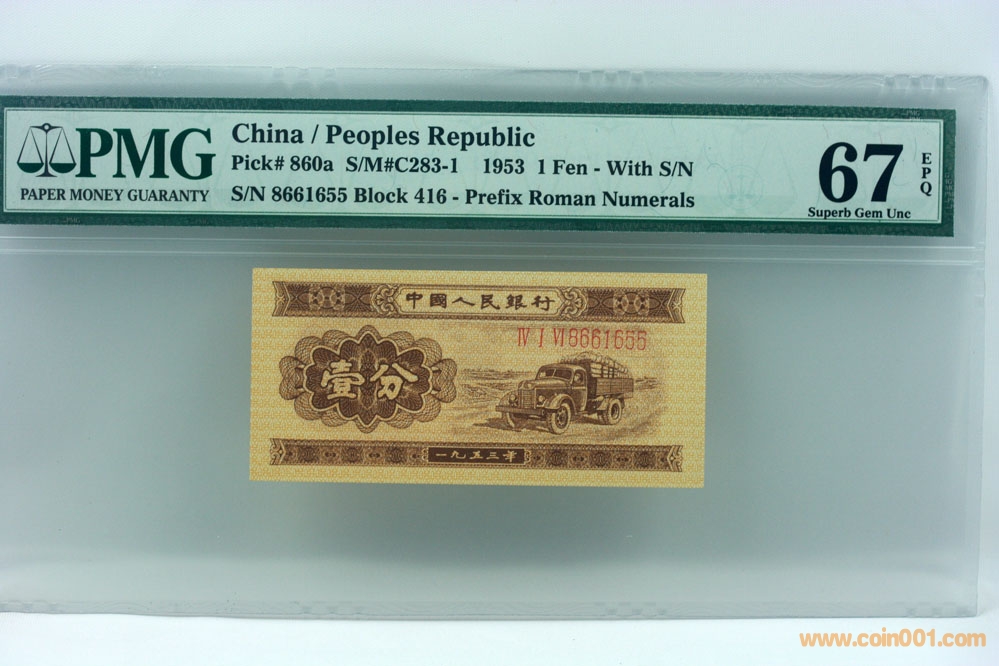 PMG
PAPER MONEY GUARANTY
China / Peoples Republic
Pick# 860a S/M#C283-1 1953 1 Fen - With S/N
S/N 8661655 Block 416 - Prefix Roman Numerals
67
EPQ
Superb Gem Unc
中國人民銀行
Ⅳ Ⅰ Ⅵ 8661655
壹分
一九五三年
www.coin001.com